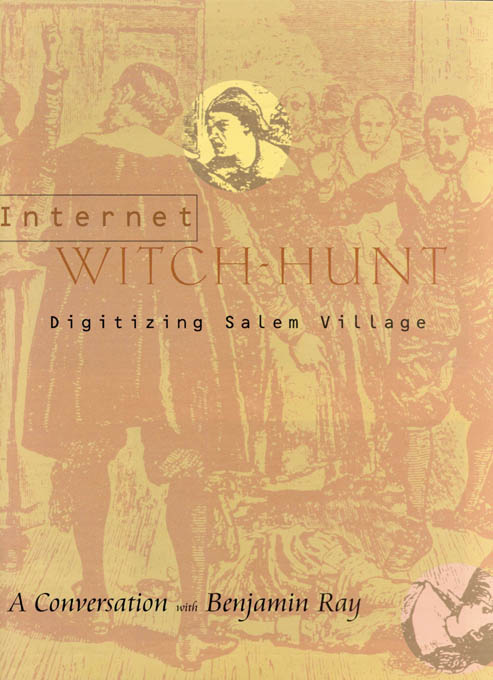 Internet
WITCH-HUNT
Digitizing Salem Village
A Conversation with Benjamin Ray